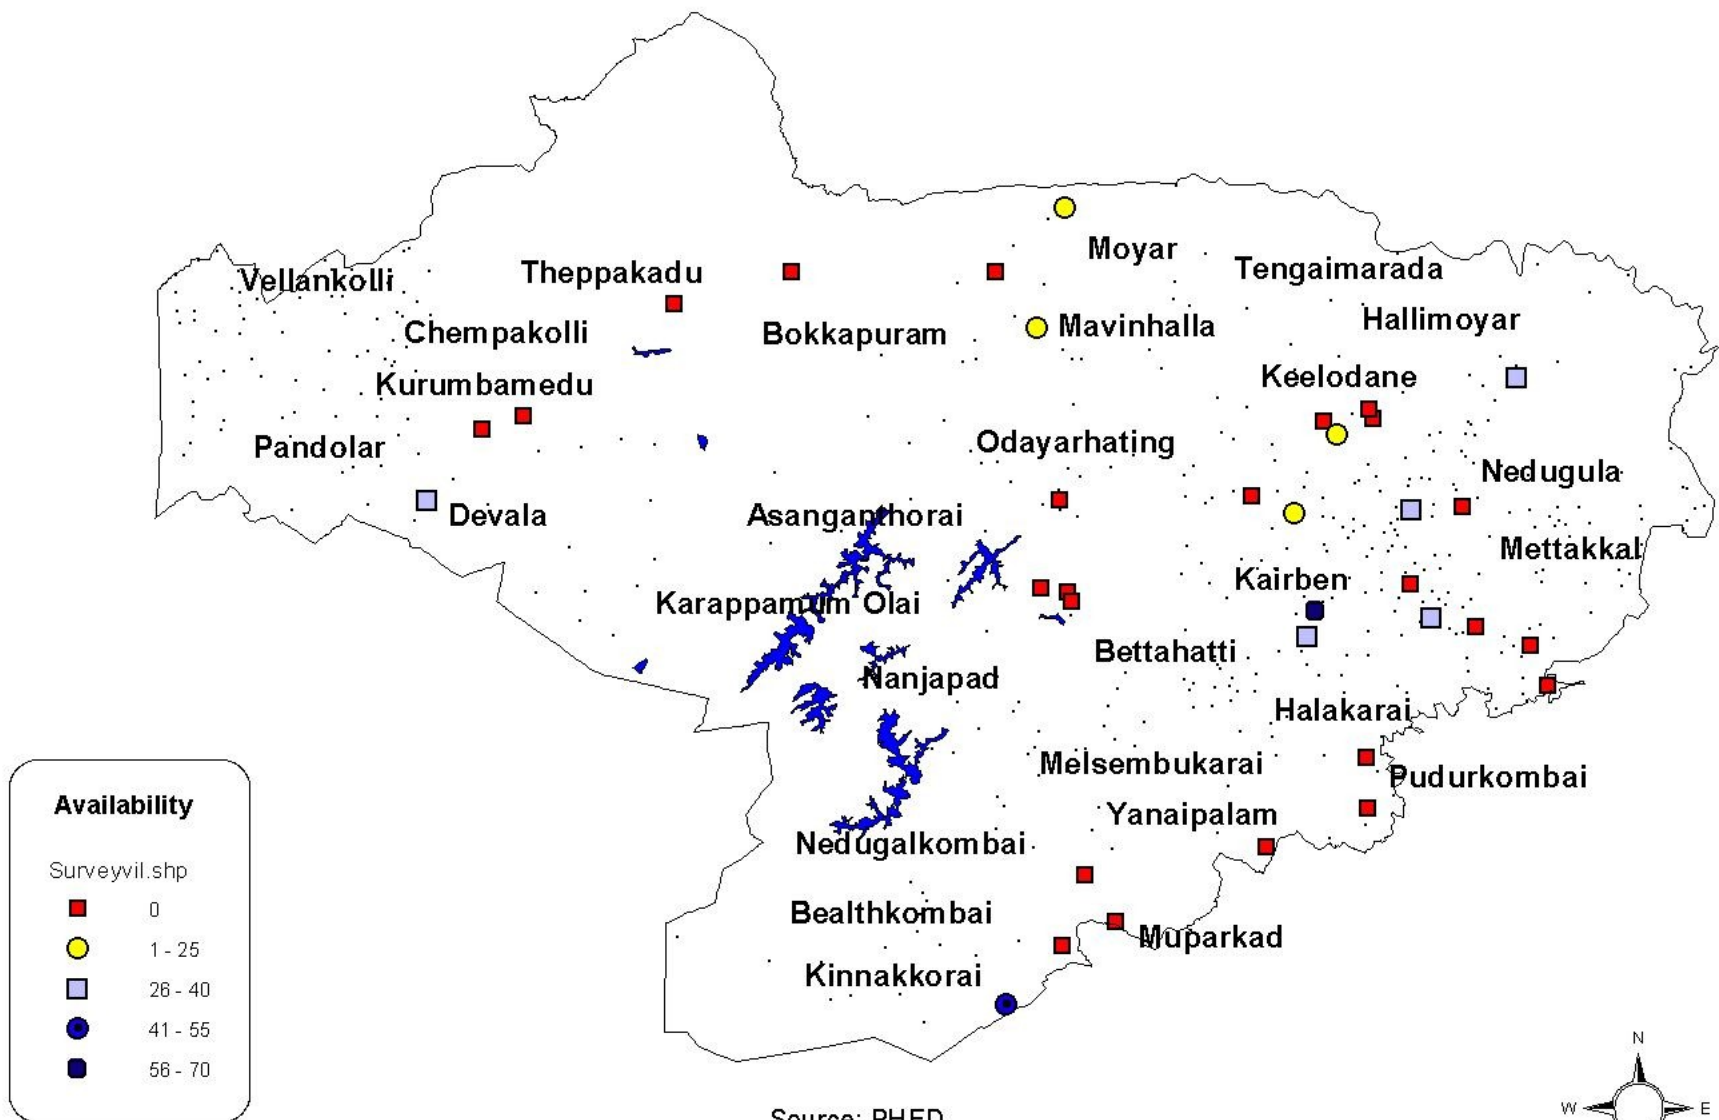 Moyar
Vellankolli
Theppakadu
Tengaimarada
Chempakolli
Bokkapuram
Mavinhalla
Hallimoyar
Kurumbamedu
Keelodane
Pandolar
Odayarhating
Nedugula
Devala
Asanganthorai
Mettakkal
Karappamum Olai
Kairben
Nanjapad
Bettahatti
Halakarai
Melsembukarai
Pudurkombai
Yanaipalam
Nedugalkombai
Bealthkombai
Muparkad
Kinnakkorai
Availability
Surveyvil.shp
0
1 - 25
26 - 40
41 - 55
56 - 70
N
W E
Source: PHED